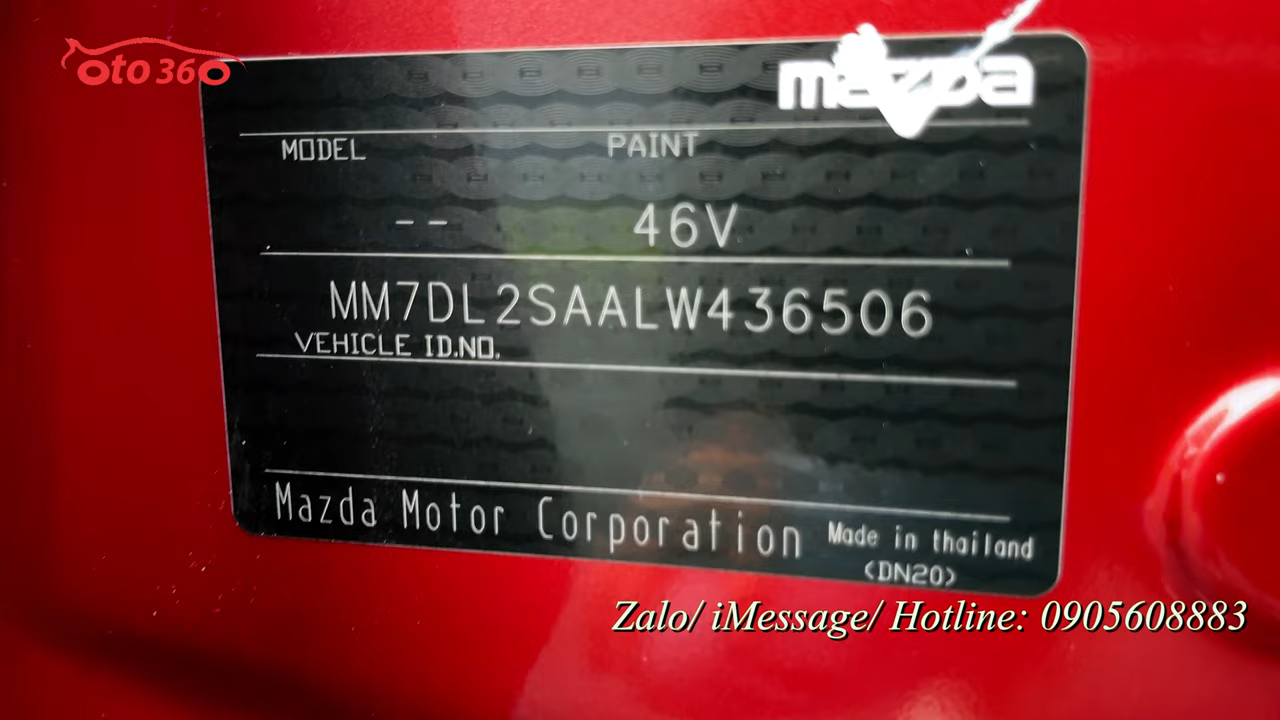 oto360
mazda
MODEL PAINT
-- 46V
MM7DL2SAALW436506
VEHICLE ID.NO.
Mazda Motor Corporation Made in thailand
(DN20)
Zalo/ iMessage/ Hotline: 0905608883